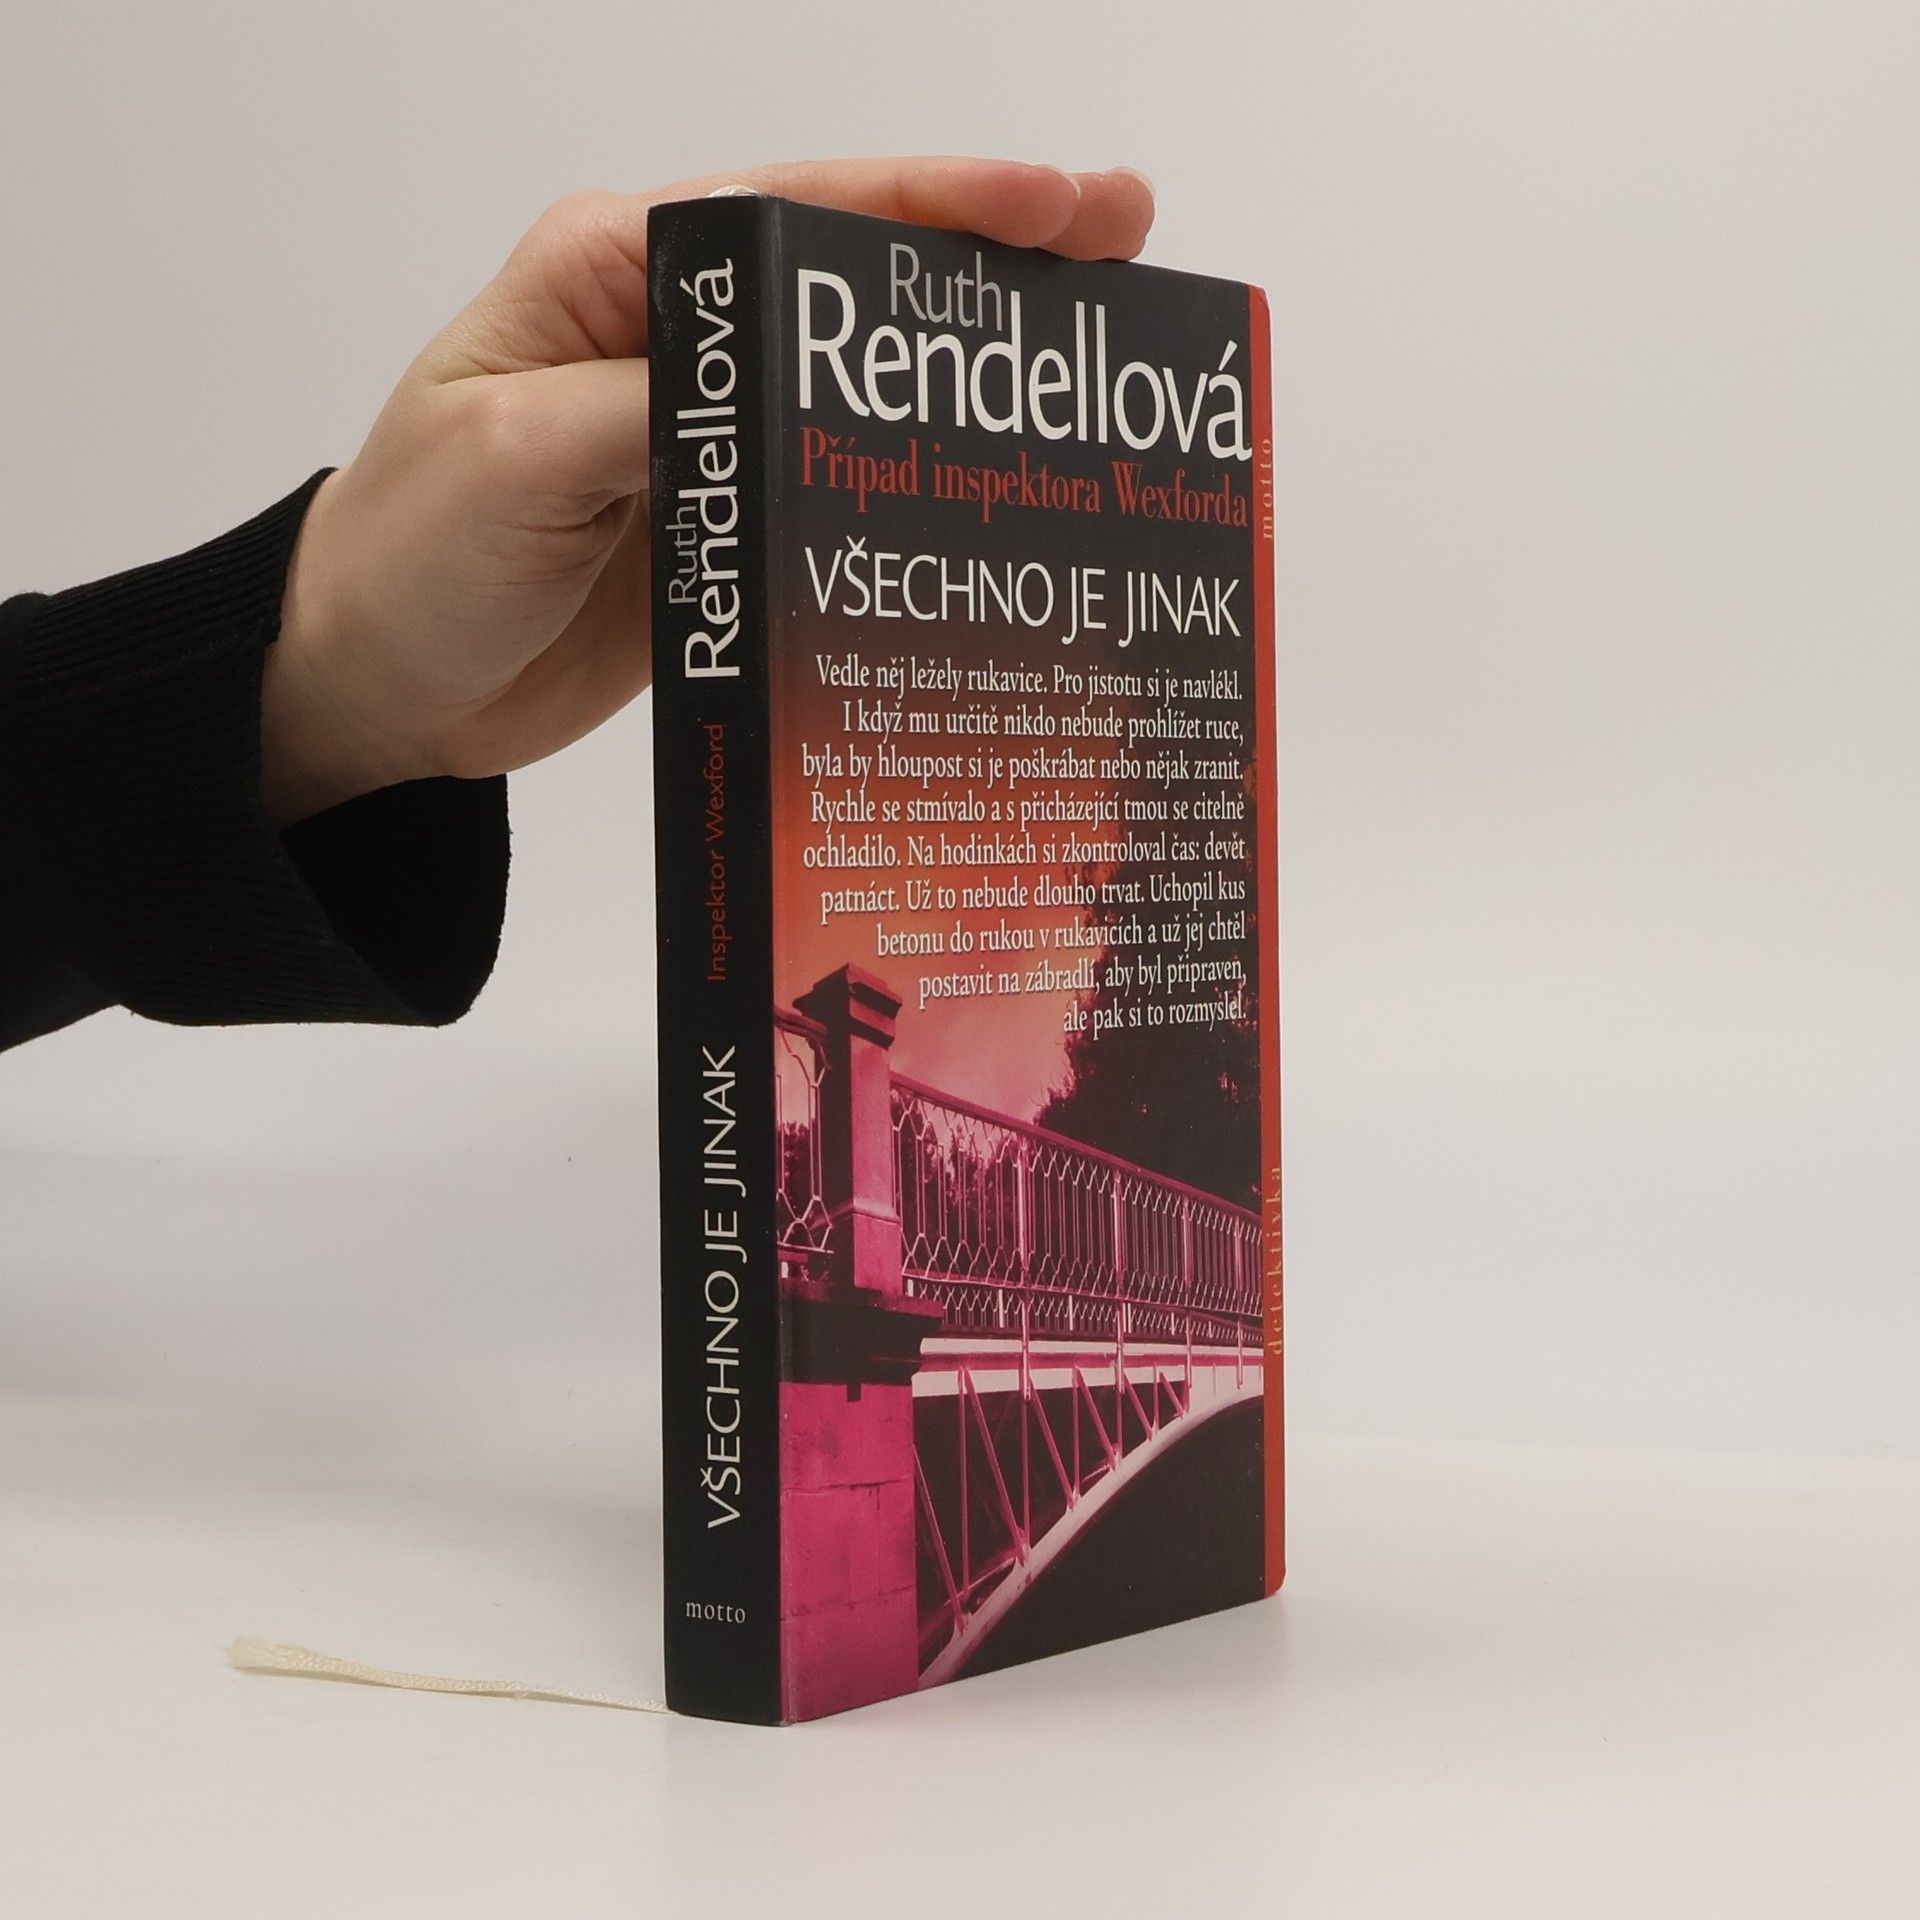 Ruth
Rendellová
Inspektor Wexford
VŠECHNO JE JINAK
motto
Ruth
Rendellová
Případ inspektora Wexforda
VŠECHNO JE JINAK
Vedle něj ležely rukavice. Pro jistotu si je navlékl.
I když mu určitě nikdo nebude prohlížet ruce,
byla by hloupost si je poškrábat nebo nějak zranit.
Rychle se stmívalo a s přicházející tmou se citelně
ochladilo. Na hodinkách si zkontroloval čas: devět
patnáct. Už to nebude dlouho trvat. Uchopil kus
betonu do rukou v rukavicích a už jej chtěl
postavit na zábradlí, aby byl připraven,
ale pak si to rozmyslel.
motto
detektivka